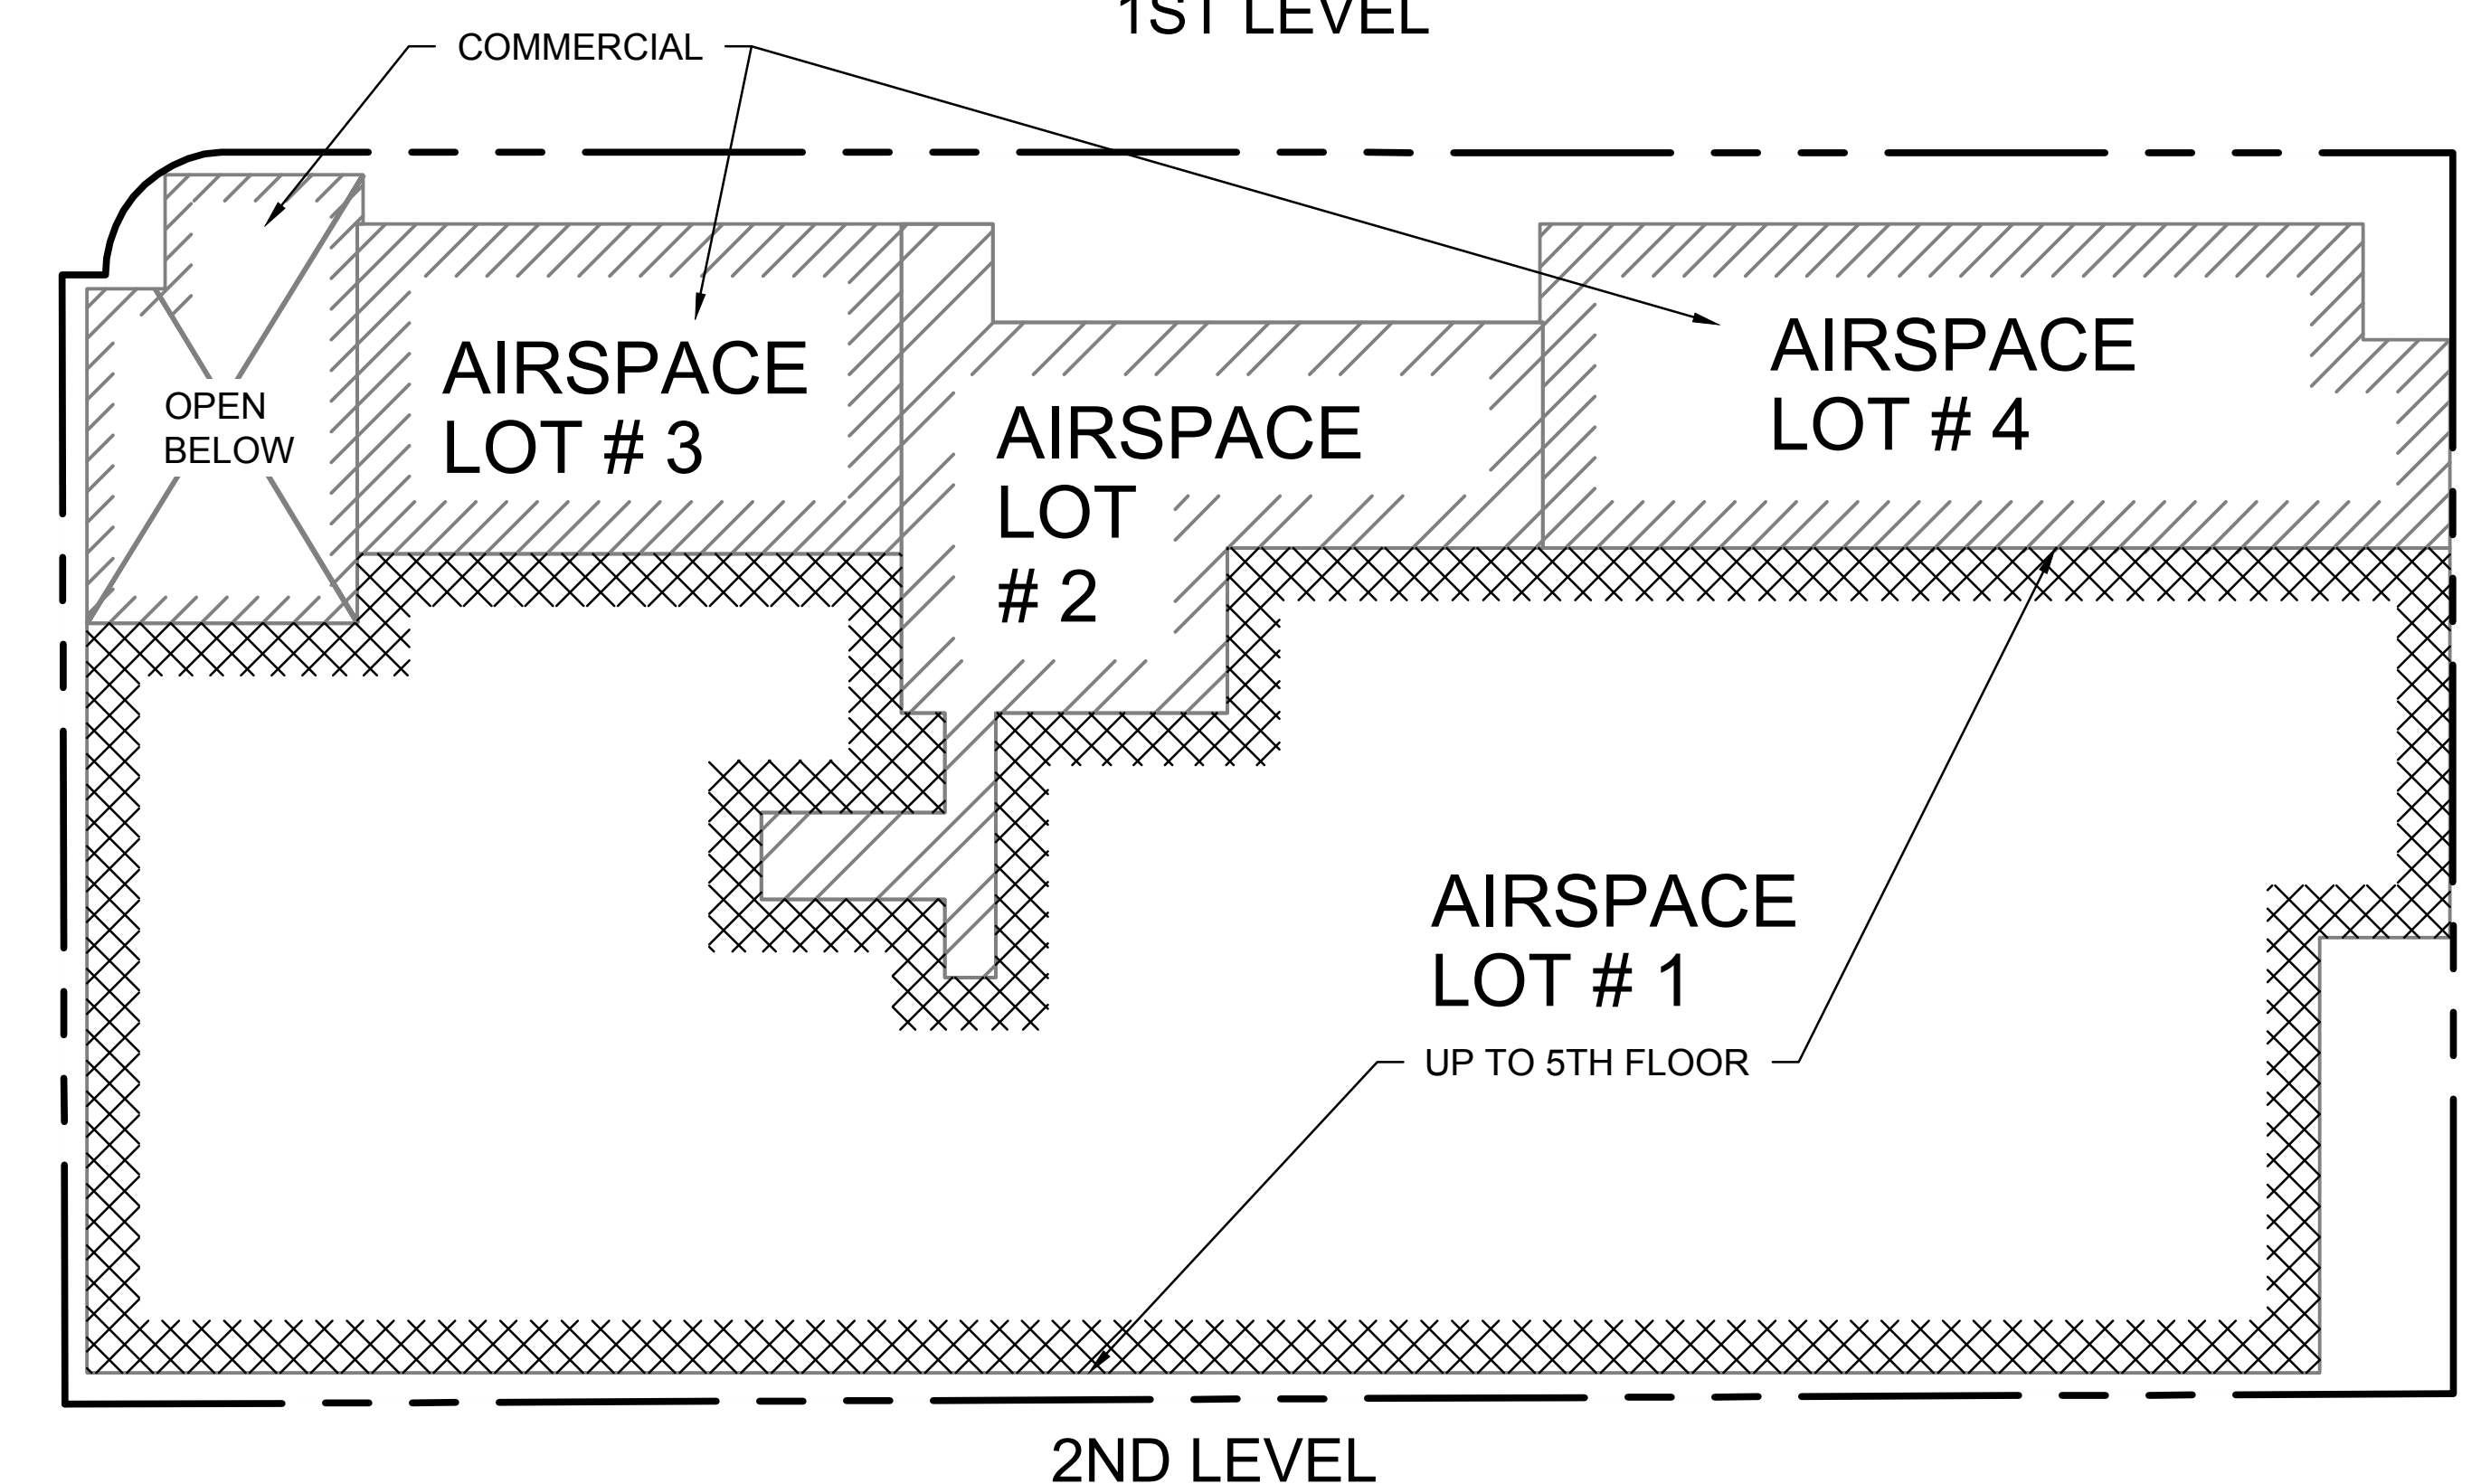 1ST LEVEL
COMMERCIAL
OPEN
BELOW
AIRSPACE
LOT # 3
AIRSPACE
LOT
# 2
AIRSPACE
LOT # 4
AIRSPACE
LOT # 1
UP TO 5TH FLOOR
2ND LEVEL